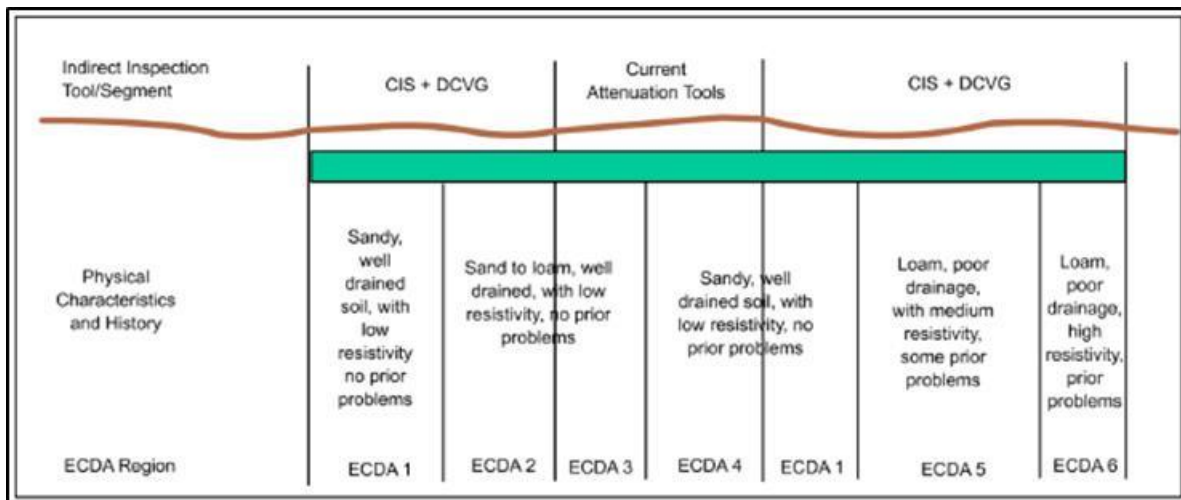 Indirect Inspection
Tool/Segment
CIS + DCVG
Current
Attenuation Tools
CIS + DCVG
Physical
Characteristics
and History
Sandy,
well
drained
soil, with
low
resistivity
no prior
problems
Sand to loam, well
drained, with low
resistivity, no prior
problems
Sandy, well
drained soil, with
low resistivity, no
prior problems
Loam, poor
drainage,
with medium
resistivity,
some prior
problems
Loam,
poor
drainage,
high
resistivity,
prior
problems
ECDA Region
ECDA 1
ECDA 2
ECDA 3
ECDA 4
ECDA 1
ECDA 5
ECDA 6